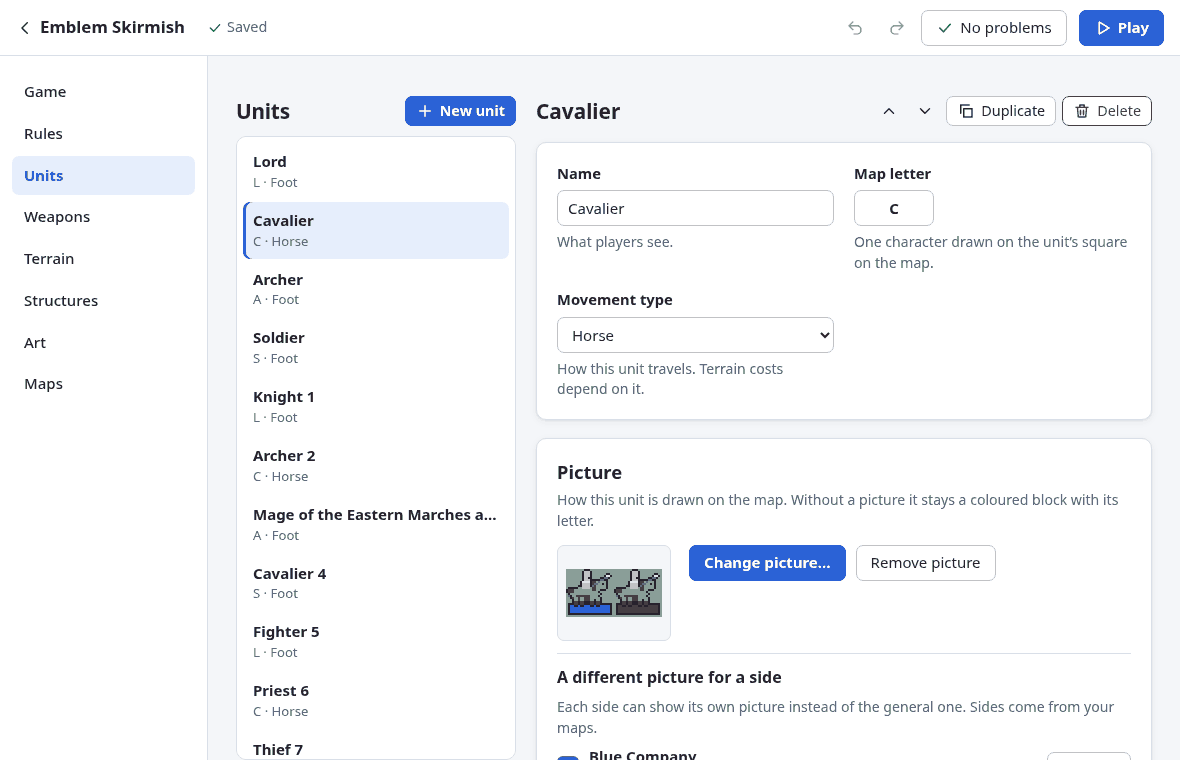 Emblem Skirmish
Saved
No problems
Play
Game
Rules
Units
Weapons
Terrain
Structures
Art
Maps
Units
New unit
Lord
L · Foot
Cavalier
C · Horse
Archer
A · Foot
Soldier
S · Foot
Knight 1
L · Foot
Archer 2
C · Horse
Mage of the Eastern Marches a...
A · Foot
Cavalier 4
S · Foot
Fighter 5
L · Foot
Priest 6
C · Horse
Thief 7
Cavalier
Duplicate
Delete
Name
Cavalier
What players see.
Map letter
C
One character drawn on the unit's square
on the map.
Movement type
Horse
How this unit travels. Terrain costs
depend on it.
Picture
How this unit is drawn on the map. Without a picture it stays a coloured block with its
letter.
Change picture...
Remove picture
A different picture for a side
Each side can show its own picture instead of the general one. Sides come from your
maps.
Blue Company